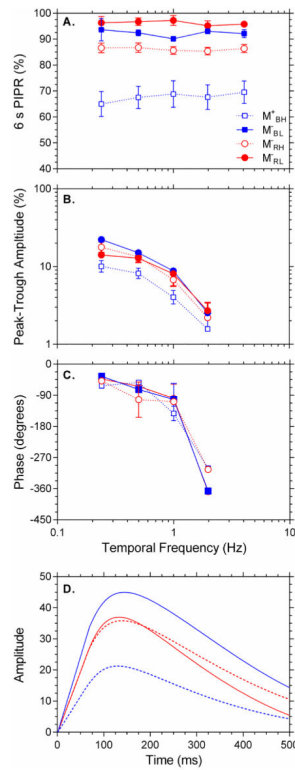 A.
100
90
80
70
60
50
40
6 s PIPR (%)
M+BH
M-BL
M-RH
M-RL
B.
100
10
1
Peak-Trough Ampltiude (%)
C.
0
-90
-180
-270
-360
-450
Phase (degrees)
0.1 1 10
Temporal Frequency (Hz)
D.
50
40
30
20
10
0
Amplitude
0 100 200 300 400 500
Time (ms)